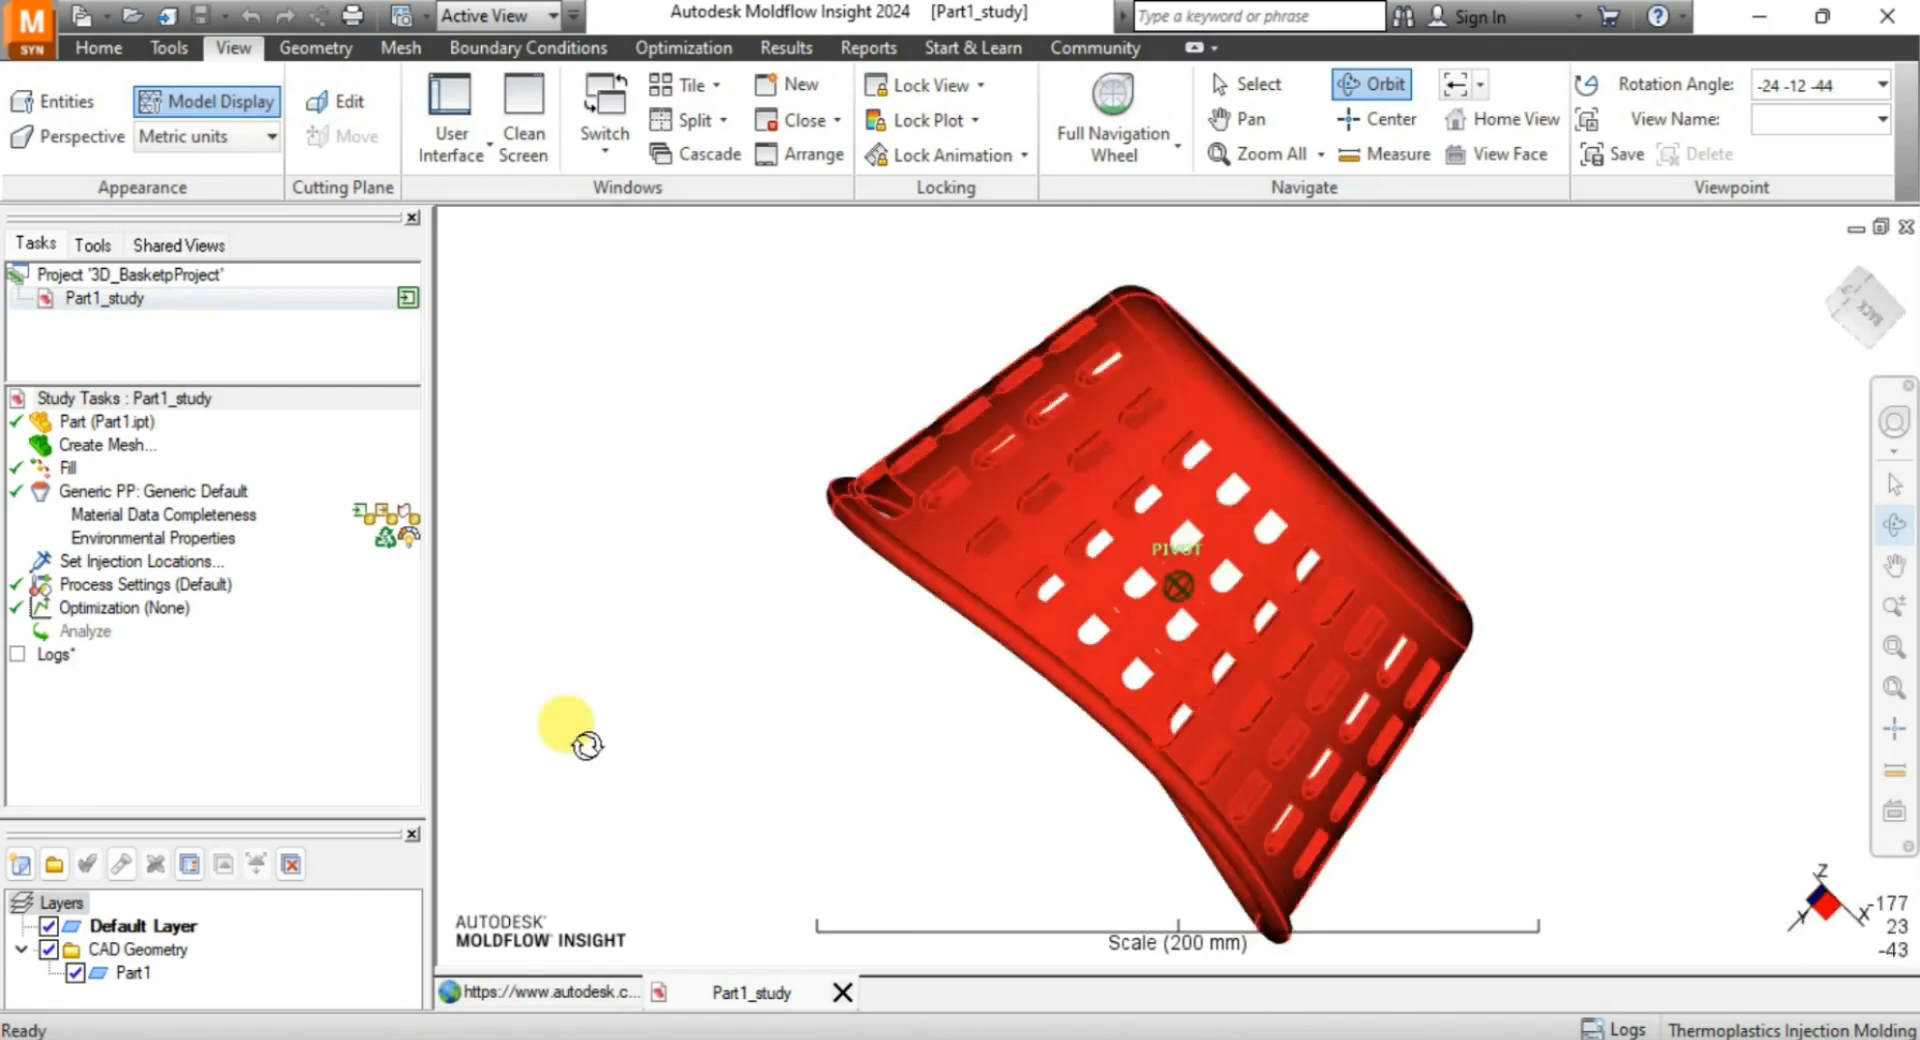 M
SYN
Active View
Autodesk Moldflow Insight 2024 [Part1_study]
Type a keyword or phrase
Sign In
Home Tools View Geometry Mesh Boundary Conditions Optimization Results Reports Start & Learn Community
Entities
Model Display
Perspective
Metric units
Appearance
Edit
Move
Cutting Plane
User Interface
Clean Screen
Switch
Tile
Split
Cascade
New
Close
Arrange
Windows
Lock View
Lock Plot
Lock Animation
Locking
Full Navigation Wheel
Select
Pan
Zoom All
Orbit
Center
Measure
Home View
View Face
Navigate
Rotation Angle: -24 -12 -44
View Name:
Save
Delete
Viewpoint
Tasks Tools Shared Views
Project '3D_BasketpProject'
Part1_study
Study Tasks : Part1_study
Part (Part1.ipt)
Create Mesh...
Fill
Generic PP: Generic Default
Material Data Completeness
Environmental Properties
Set Injection Locations...
Process Settings (Default)
Optimization (None)
Analyze
Logs*
Layers
Default Layer
CAD Geometry
Part1
BACK
PIVOT
AUTODESK
MOLDFLOW INSIGHT
Scale (200 mm)
Z
Y
X
-177
23
-43
https://www.autodesk.c...
Part1_study
Ready
Logs
Thermoplastics Injection Molding